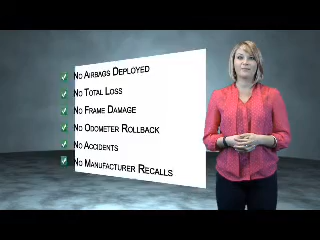 No Airbags Deployed
No Total Loss
No Frame Damage
No Odometer Rollback
No Accidents
No Manufacturer Recalls